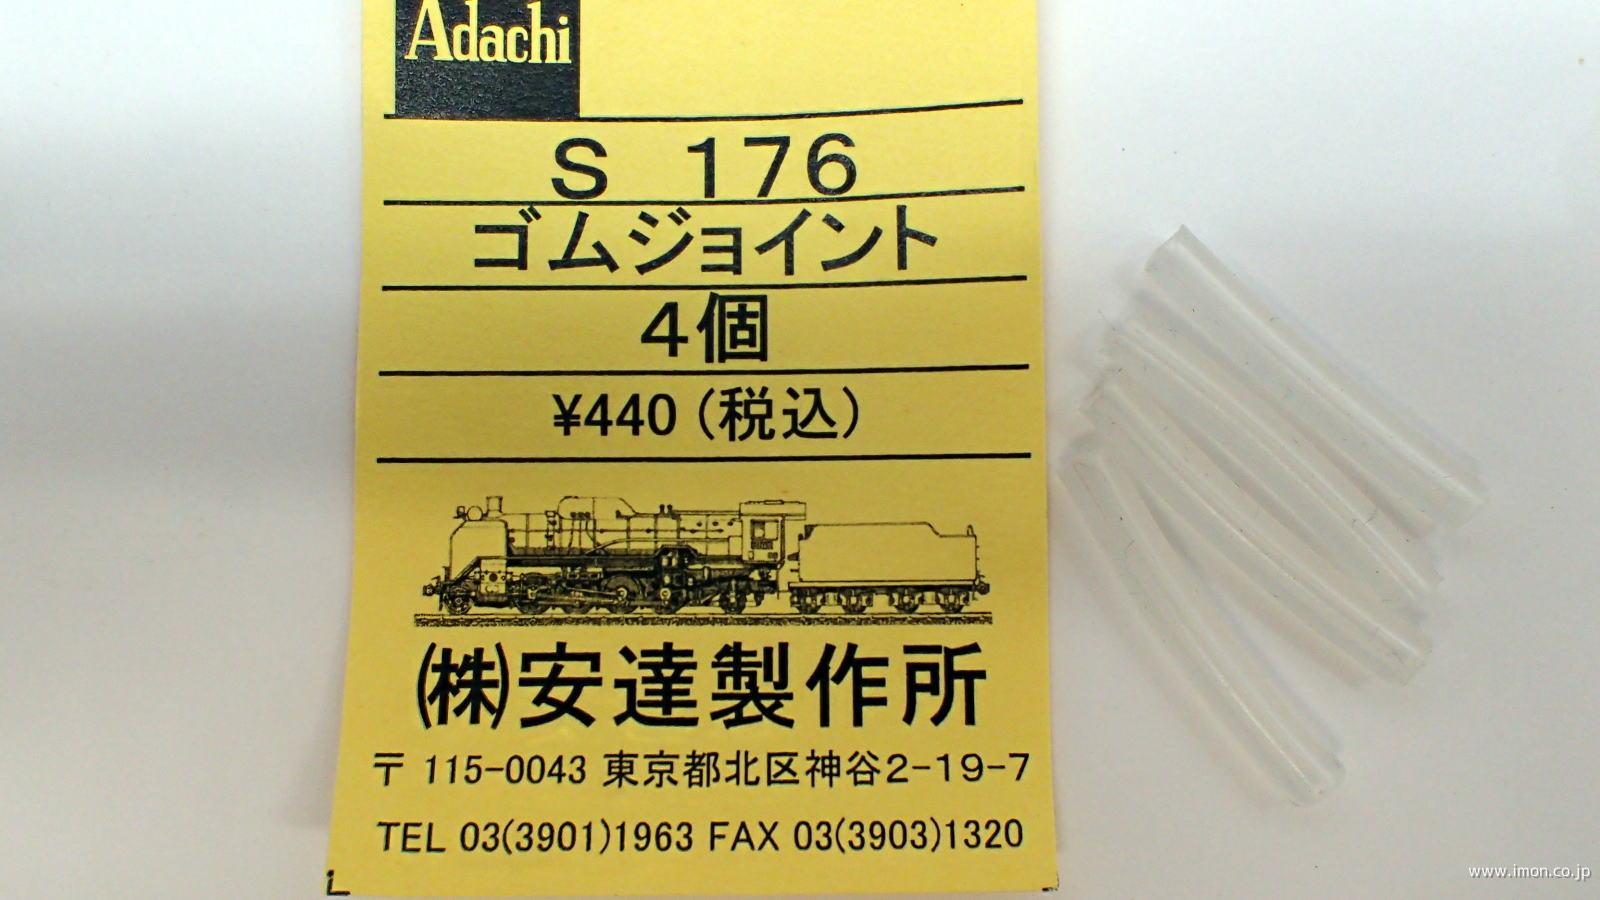 Adachi
S 176
ゴムジョイント
4個
¥440(税込)
㈱安達製作所
〒115-0043 東京都北区神谷2-19-7
TEL 03(3901)1963 FAX 03(3903)1320
www.imon.co.jp